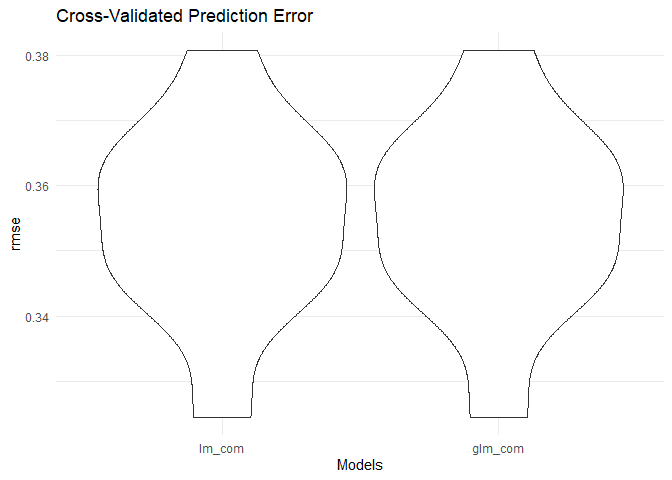 Cross-Validated Prediction Error
0.38
0.36
0.34
rmse
lm_com glm_com
Models